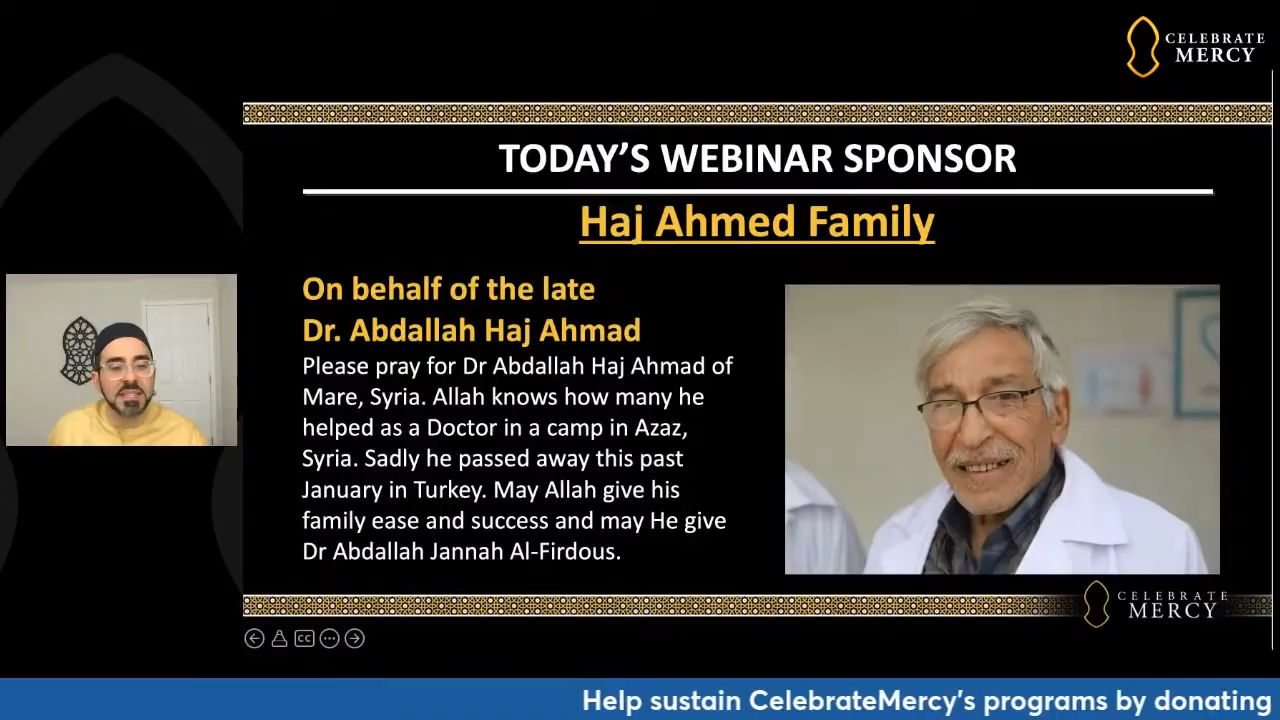 CELEBRATE
MERCY
TODAY'S WEBINAR SPONSOR
Haj Ahmed Family
On behalf of the late
Dr. Abdallah Haj Ahmad
Please pray for Dr Abdallah Haj Ahmad of
Mare, Syria. Allah knows how many he
helped as a Doctor in a camp in Azaz,
Syria. Sadly he passed away this past
January in Turkey. May Allah give his
family ease and success and may He give
Dr Abdallah Jannah Al-Firdous.
CELEBRATE
MERCY
CC
Help sustain CelebrateMercy's programs by donating